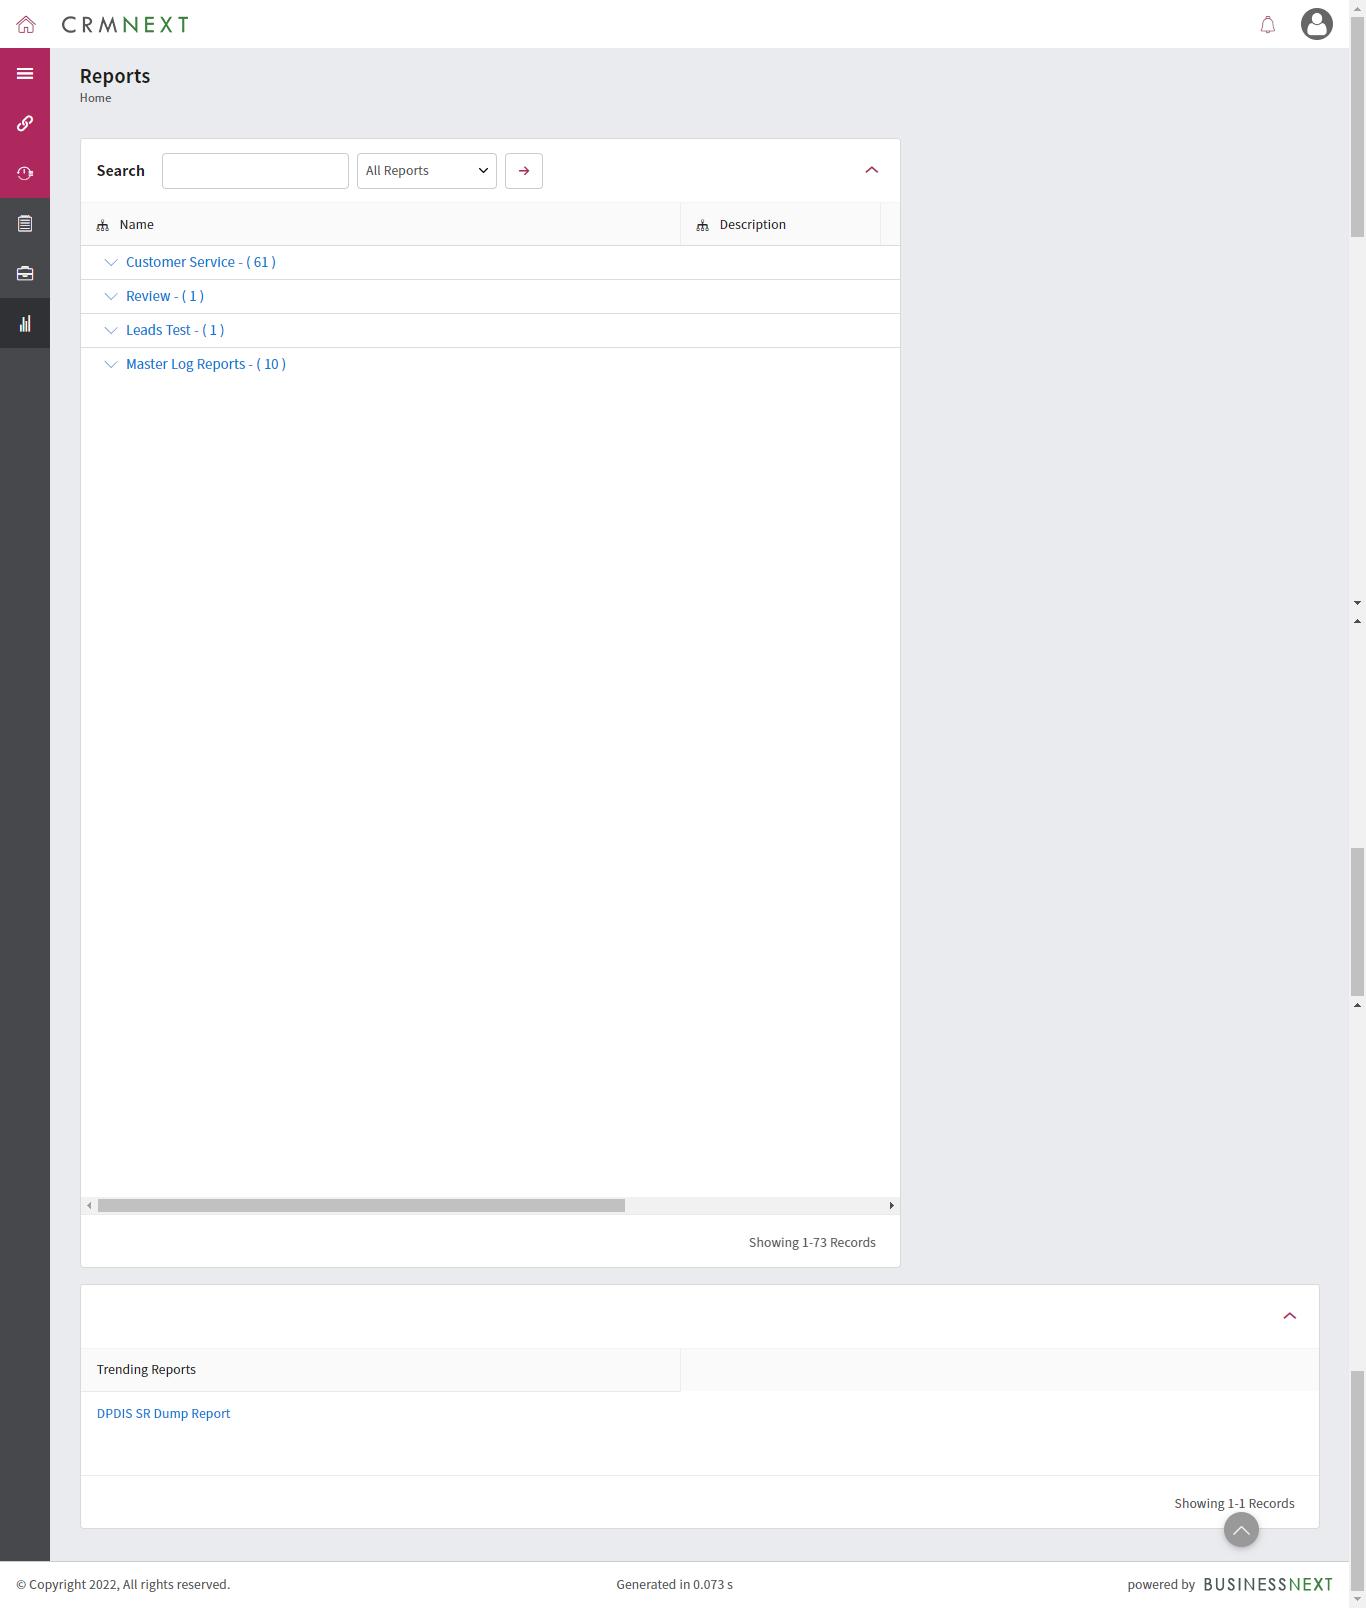 CRMNEXT
Reports
Home
Search
All Reports
Name
Description
Customer Service - ( 61 )
Review - ( 1 )
Leads Test - ( 1 )
Master Log Reports - ( 10 )
Showing 1-73 Records
Trending Reports
DPDIS SR Dump Report
Showing 1-1 Records
© Copyright 2022, All rights reserved.
Generated in 0.073 s
powered by BUSINESSNEXT